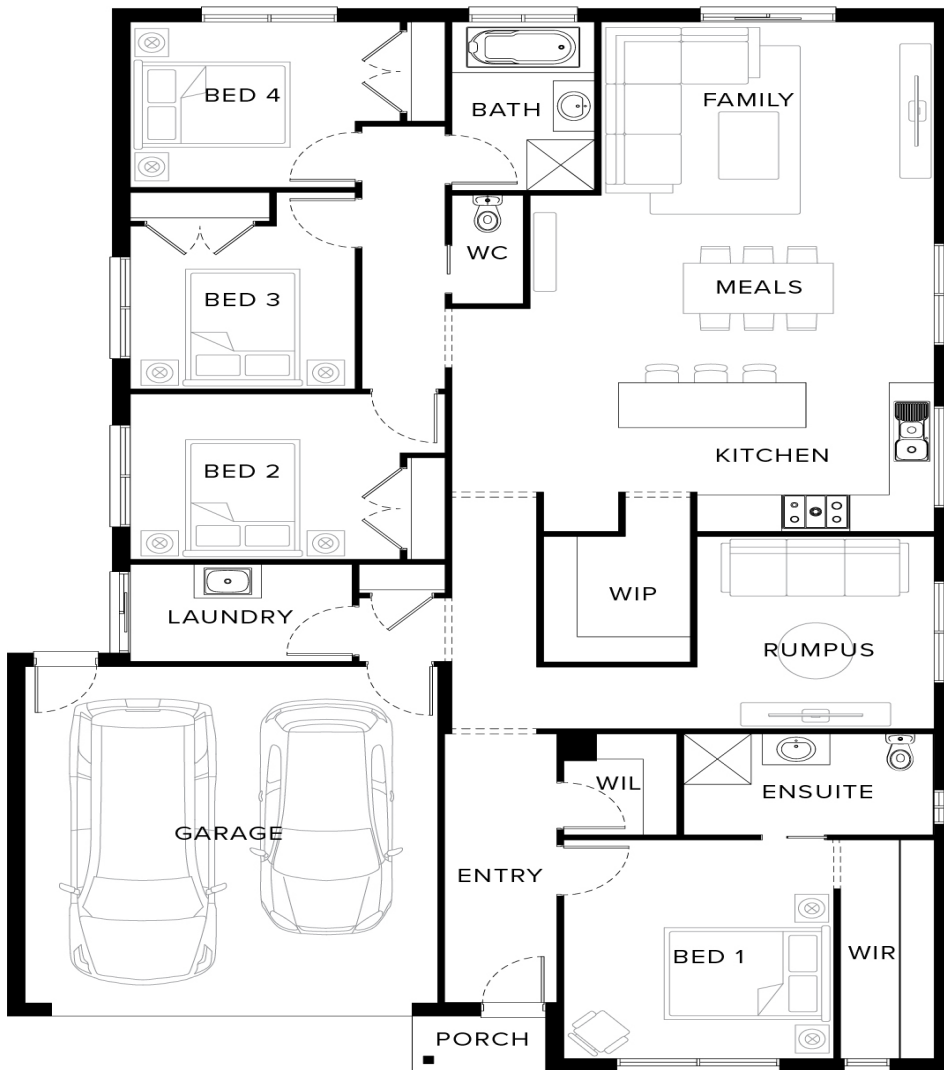 BED 4
BATH
FAMILY
WC
BED 3
MEALS
BED 2
KITCHEN
LAUNDRY
WIP
RUMPUS
WIL
ENSUITE
GARAGE
ENTRY
BED 1
WIR
PORCH